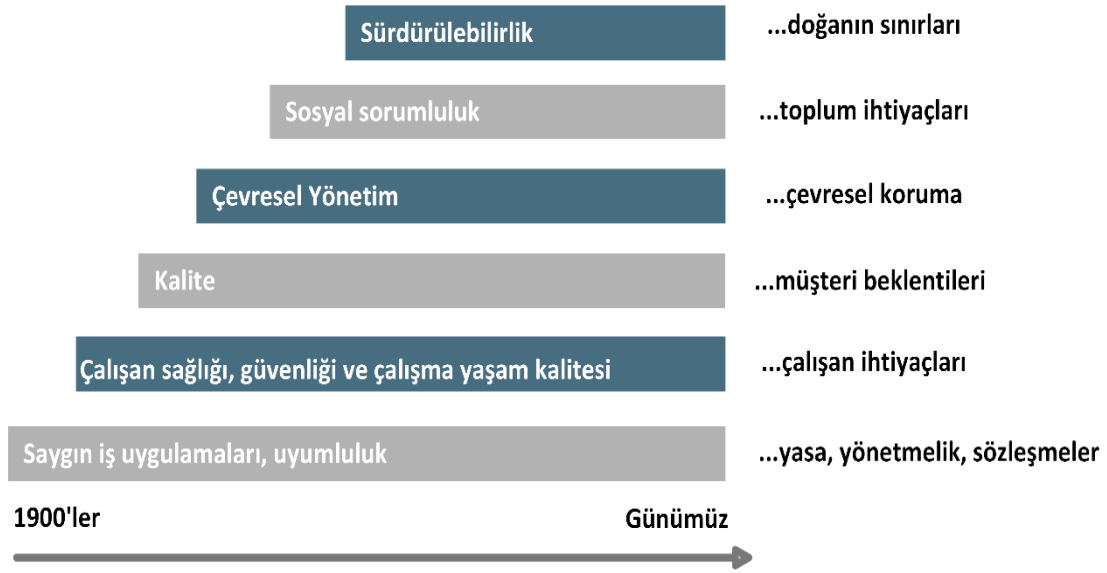 Sürdürülebilirlik ...doğanın sınırları
Sosyal sorumluluk ...toplum ihtiyaçları
Çevresel Yönetim ...çevresel koruma
Kalite ...müşteri beklentileri
Çalışan sağlığı, güvenliği ve çalışma yaşam kalitesi ...çalışan ihtiyaçları
Saygın iş uygulamaları, uyumluluk ...yasa, yönetmelik, sözleşmeler
1900'ler Günümüz